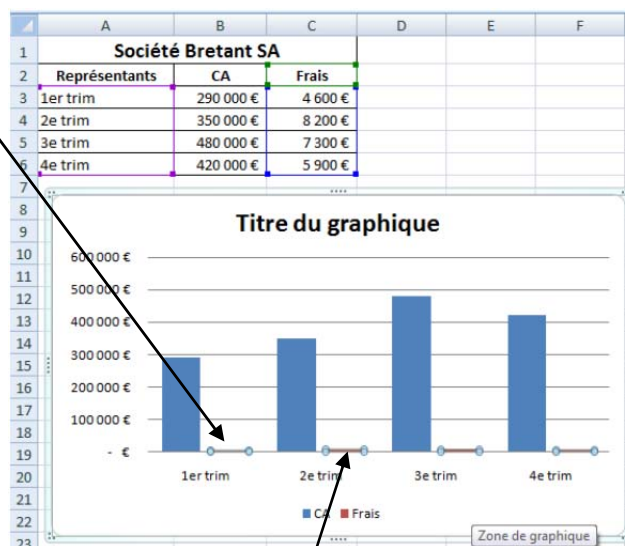 A B C D E F
1 Société Bretant SA
2 Représentants CA Frais
3 1er trim 290 000 € 4 600 €
4 2e trim 350 000 € 8 200 €
5 3e trim 480 000 € 7 300 €
6 4e trim 420 000 € 5 900 €
7
8
9
10
11
12
13
14
15
16
17
18
19
20
21
22
23
Titre du graphique
600 000 €
500 000 €
400 000 €
300 000 €
200 000 €
100 000 €
- €
1er trim 2e trim 3e trim 4e trim
CA Frais
Zone de graphique